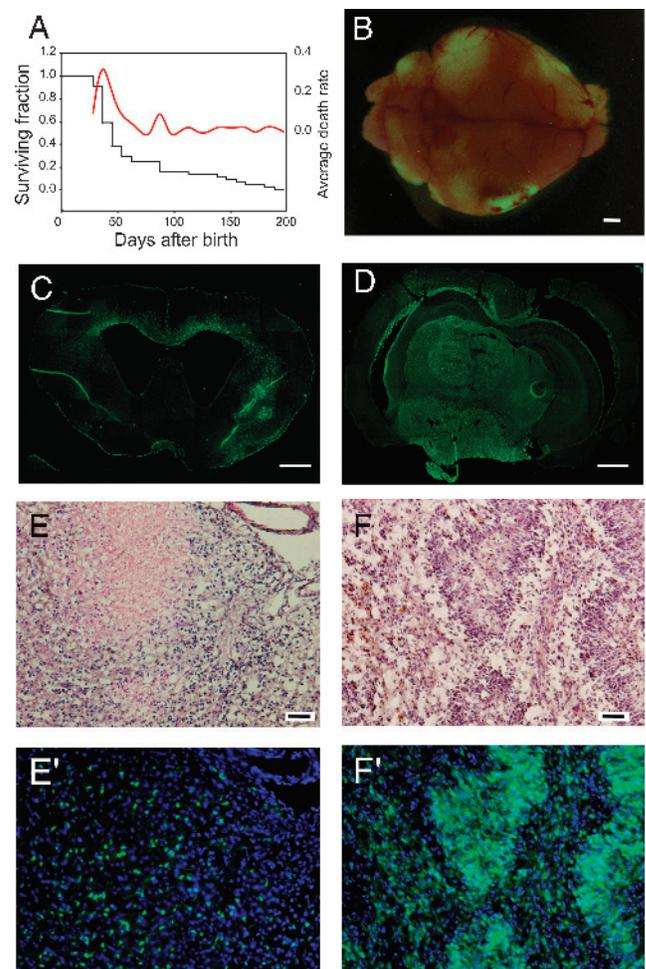 A
1.2
1.0
0.8
0.6
0.4
0.2
0.0
Surviving fraction
0.4
0.2
0.0
Average death rate
0
50
100
150
200
Days after birth
B
C
D
E
F
E'
F'